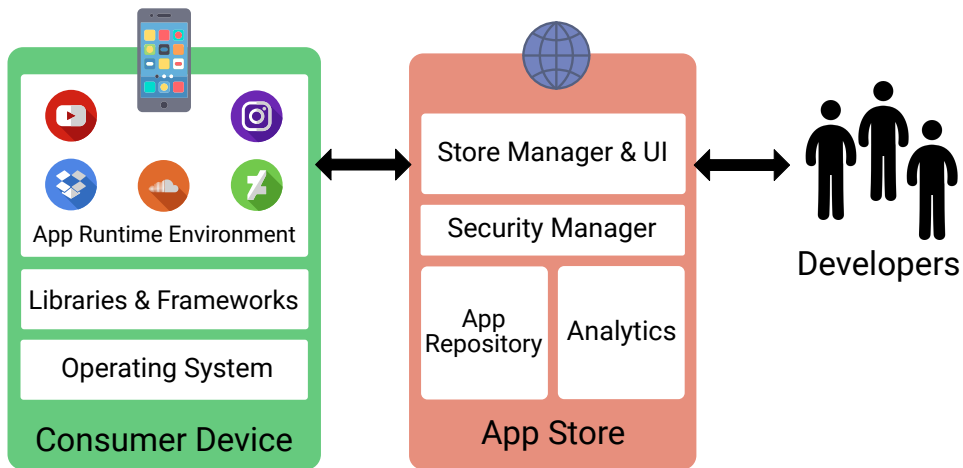 App Runtime Environment
Libraries & Frameworks
Operating System
Consumer Device
Store Manager & UI
Security Manager
App
Repository
Analytics
App Store
Developers